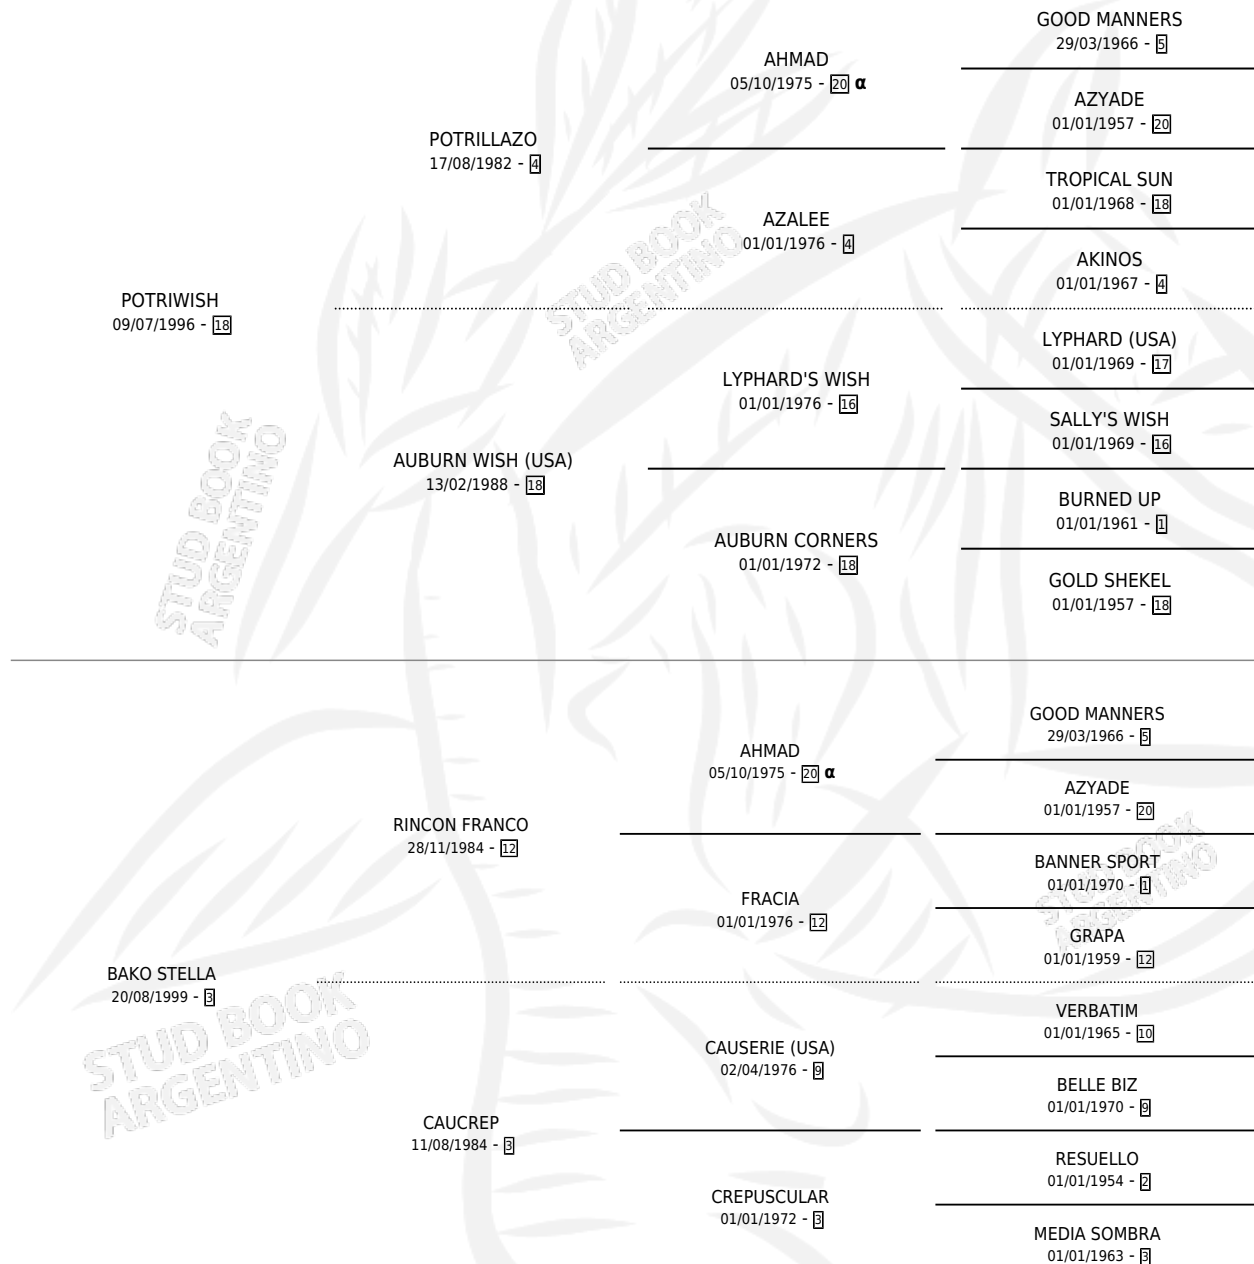 GOOD MANNERS
29/03/1966 - 5
AHMAD
05/10/1975 - 20 α
AZYADE
01/01/1957 - 20
POTRILLAZO
17/08/1982 - 4
TROPICAL SUN
01/01/1968 - 18
AZALEE
01/01/1976 - 4
AKINOS
01/01/1967 - 4
POTRIWISH
09/07/1996 - 18
LYPHARD (USA)
01/01/1969 - 17
LYPHARD'S WISH
01/01/1976 - 16
SALLY'S WISH
01/01/1969 - 16
AUBURN WISH (USA)
13/02/1988 - 18
BURNED UP
01/01/1961 - 1
AUBURN CORNERS
01/01/1972 - 18
GOLD SHEKEL
01/01/1957 - 18
STUD BOOK
ARGENTINO
STUD BOOK
ARGENTINO
GOOD MANNERS
29/03/1966 - 5
AHMAD
05/10/1975 - 20 α
AZYADE
01/01/1957 - 20
RINCON FRANCO
28/11/1984 - 12
BANNER SPORT
01/01/1970 - 1
FRACIA
01/01/1976 - 12
GRAPA
01/01/1959 - 12
BAKO STELLA
20/08/1999 - 3
VERBATIM
01/01/1965 - 10
CAUSERIE (USA)
02/04/1976 - 9
BELLE BIZ
01/01/1970 - 9
CAUCREP
11/08/1984 - 3
RESUELLO
01/01/1954 - 2
CREPUSCULAR
01/01/1972 - 3
MEDIA SOMBRA
01/01/1963 - 3
STUD BOOK
ARGENTINO
STUD BOOK
ARGENTINO